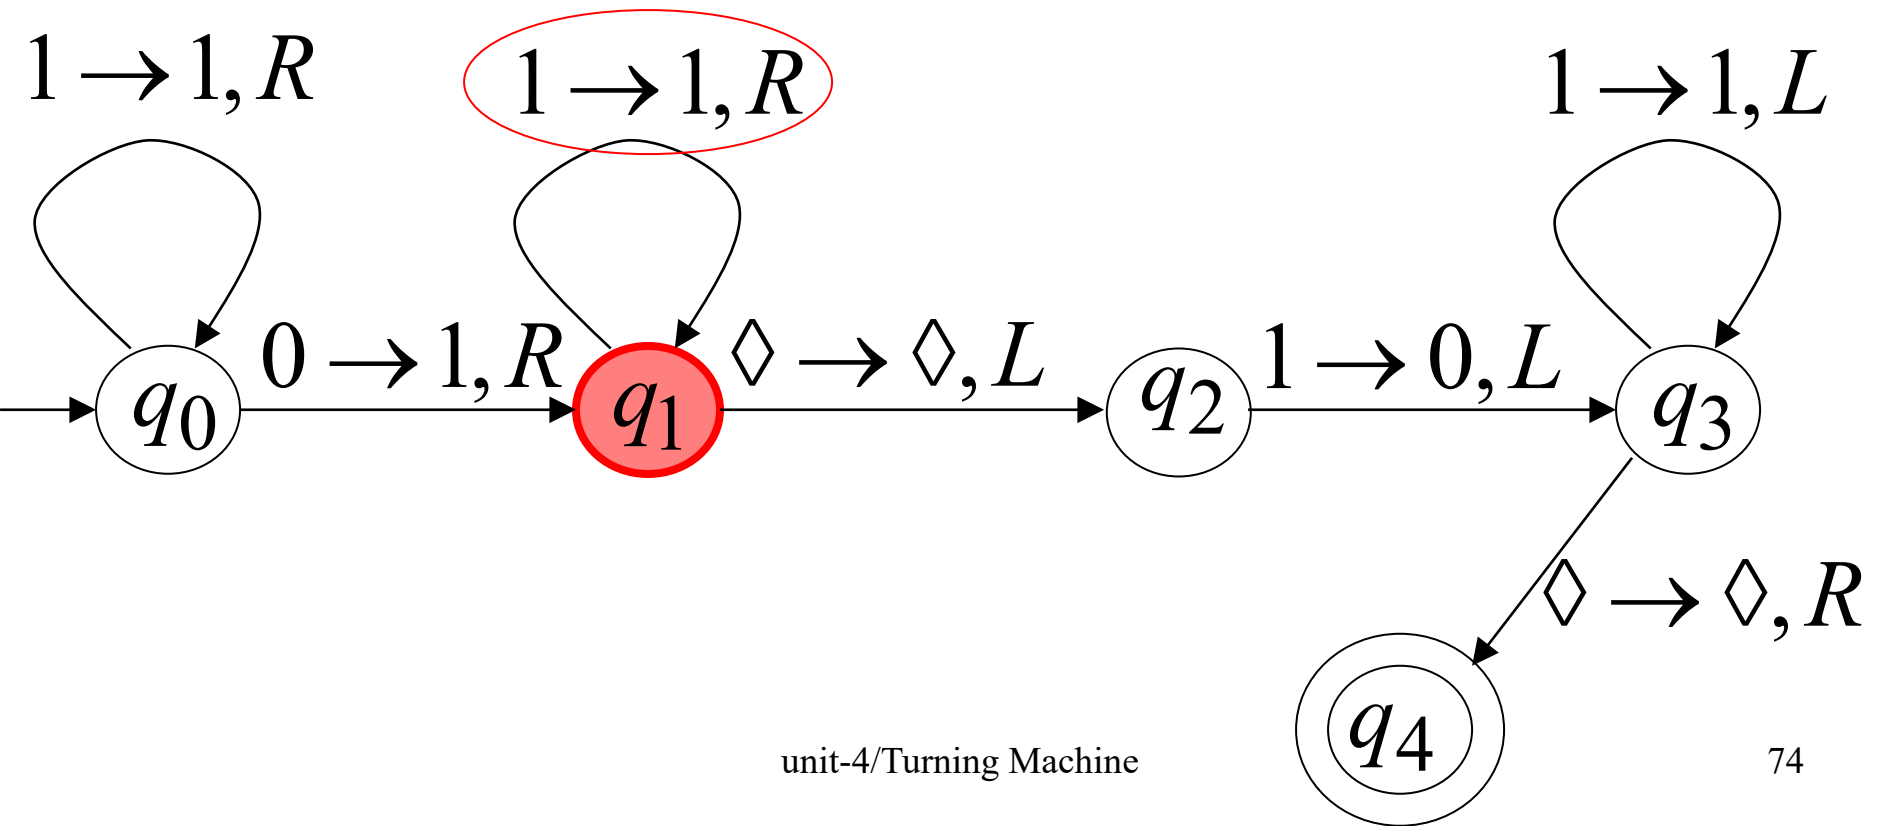 1 → 1, R
1 → 1, R
1 → 1, L
0 → 1, R
◊ → ◊, L
1 → 0, L
q0
q1
q2
q3
◊ → ◊, R
q4
unit-4/Turning Machine
74